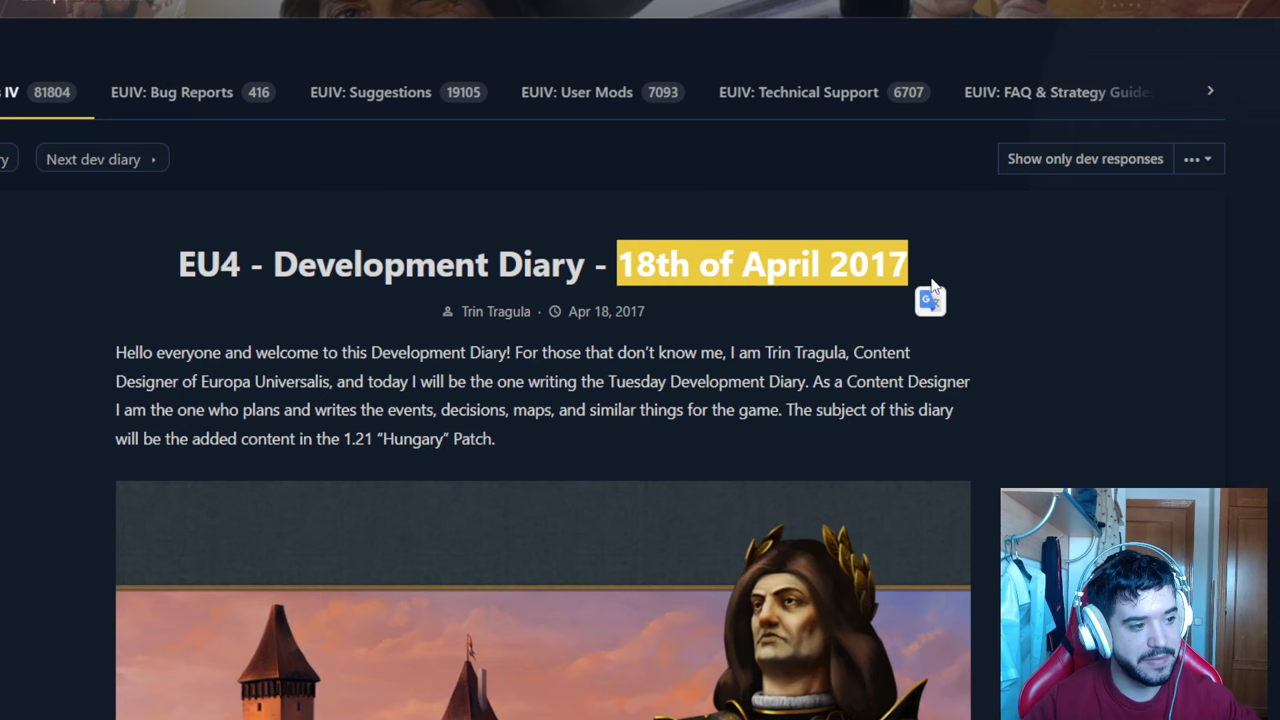 IV 81804 EUIV: Bug Reports 416 EUIV: Suggestions 19105 EUIV: User Mods 7093 EUIV: Technical Support 6707 EUIV: FAQ & Strategy Guide
Next dev diary
Show only dev responses
EU4 - Development Diary - 18th of April 2017
Trin Tragula · Apr 18, 2017
Hello everyone and welcome to this Development Diary! For those that don’t know me, I am Trin Tragula, Content
Designer of Europa Universalis, and today I will be the one writing the Tuesday Development Diary. As a Content Designer
I am the one who plans and writes the events, decisions, maps, and similar things for the game. The subject of this diary
will be the added content in the 1.21 “Hungary” Patch.